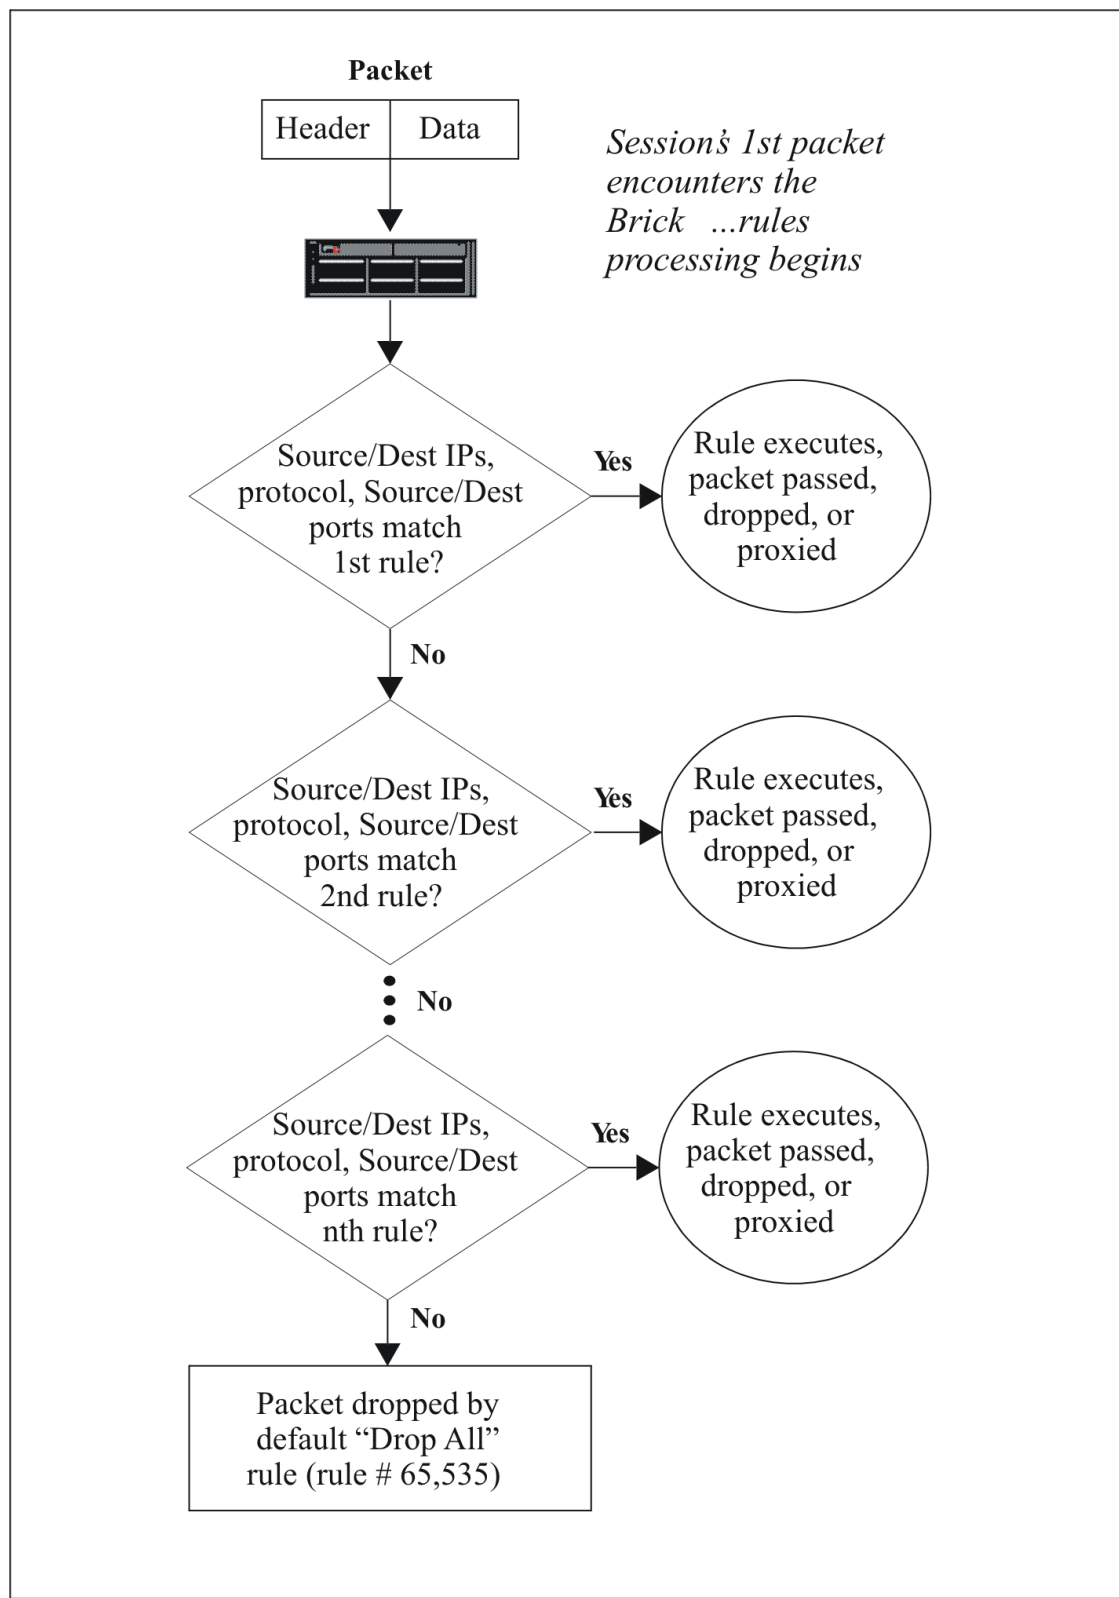 Packet
Header Data
Session's 1st packet
encounters the
Brick ...rules
processing begins
Source/Dest IPs,
protocol, Source/Dest
ports match
1st rule?
Yes
Rule executes,
packet passed,
dropped, or
proxied
No
Source/Dest IPs,
protocol, Source/Dest
ports match
2nd rule?
Yes
Rule executes,
packet passed,
dropped, or
proxied
No
Source/Dest IPs,
protocol, Source/Dest
ports match
nth rule?
Yes
Rule executes,
packet passed,
dropped, or
proxied
No
Packet dropped by
default “Drop All”
rule (rule # 65,535)